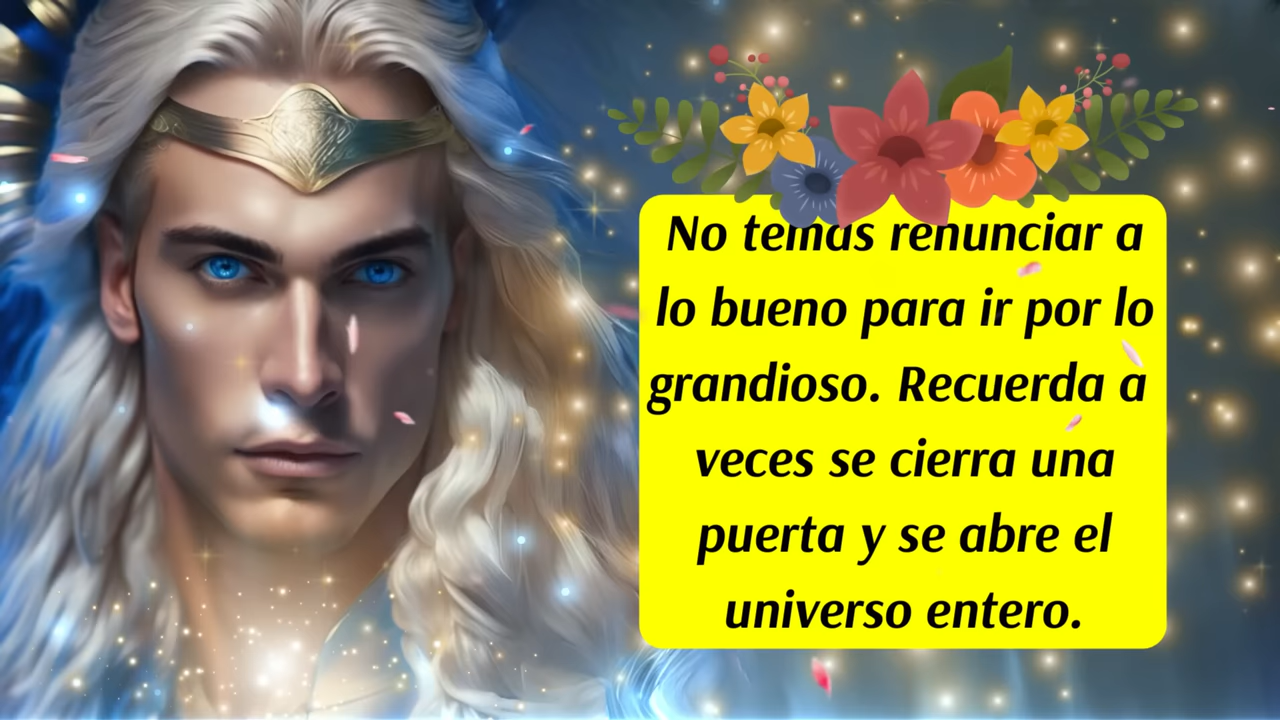 No temas renunciar a
lo bueno para ir por lo
grandioso. Recuerda a
veces se cierra una
puerta y se abre el
universo entero.